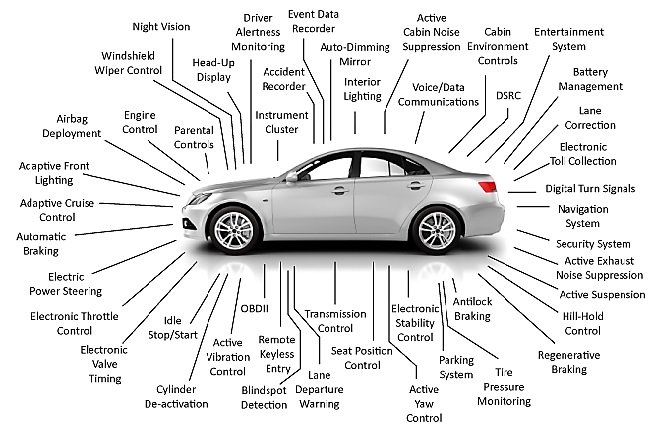 Night Vision
Driver
Alertness
Monitoring
Event Data
Recorder
Active
Cabin Noise
Suppression
Cabin
Environment
Controls
Entertainment
System
Windshield
Wiper Control
Head-Up
Display
Accident
Recorder
Auto-Dimming
Mirror
Interior
Lighting
Voice/Data
Communications
DSRC
Battery
Management
Lane
Correction
Electronic
Toll Collection
Digital Turn Signals
Navigation
System
Security System
Active Exhaust
Noise Suppression
Active Suspension
Hill-Hold
Control
Regenerative
Braking
Airbag
Deployment
Engine
Control
Parental
Controls
Instrument
Cluster
Acaptive Front
Lighting
Adaptive Cruise
Control
Automatic
Braking
Electric
Power Steering
Electronic Throttle
Control
Electronic
Valve
Timing
Idle
Stop/Start
Cylinder
De-activation
Active
Vibration
Control
OBDII
Remote
Keyless
Entry
Blindspot
Detection
Lane
Departure
Warning
Transmission
Control
Seat Position
Control
Active
Yaw
Control
Electronic
Stability
Control
Parking
System
Antilock
Braking
Tire
Pressure
Monitoring